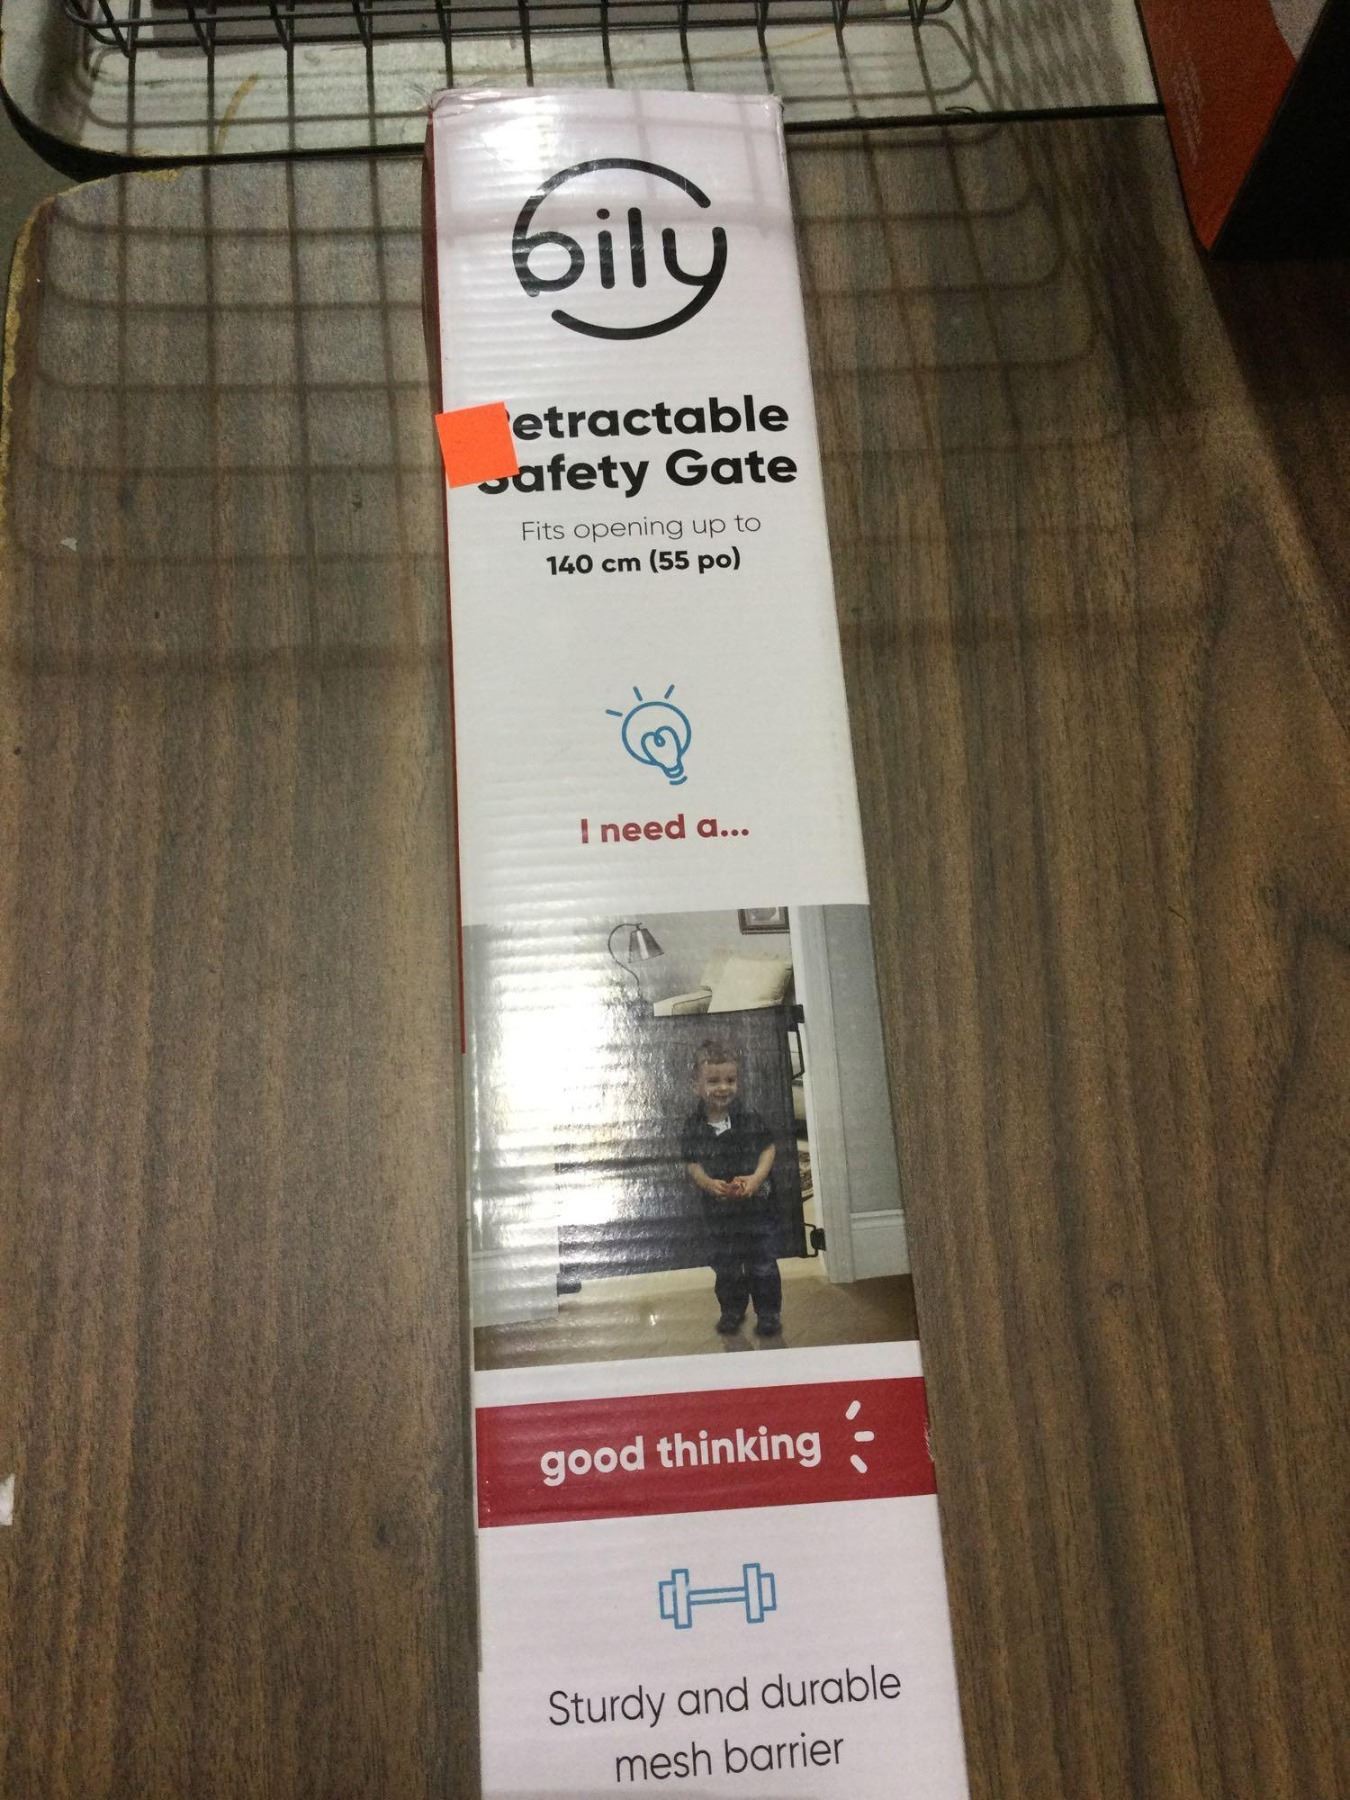 bily
etractable
afety Gate
Fits opening up to
140 cm (55 po)
I need a...
good thinking
Sturdy and durable
mesh barrier